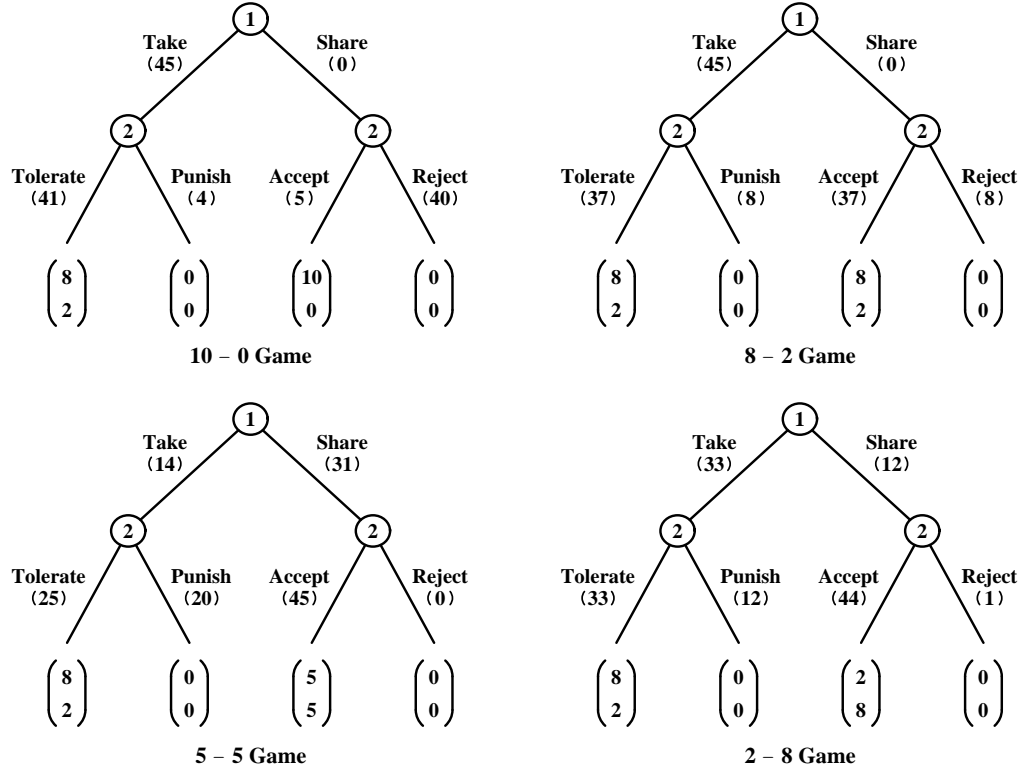 1
Take Share
(45) (0)
2 2
Tolerate Punish Accept Reject
(41) (4) (5) (40)
8 0 10 0
2 0 0 0
10 – 0 Game
1
Take Share
(45) (0)
2 2
Tolerate Punish Accept Reject
(37) (8) (37) (8)
8 0 8 0
2 0 2 0
8 – 2 Game
1
Take Share
(14) (31)
2 2
Tolerate Punish Accept Reject
(25) (20) (45) (0)
8 0 5 0
2 0 5 0
5 – 5 Game
1
Take Share
(33) (12)
2 2
Tolerate Punish Accept Reject
(33) (12) (44) (1)
8 0 2 0
2 0 8 0
2 – 8 Game